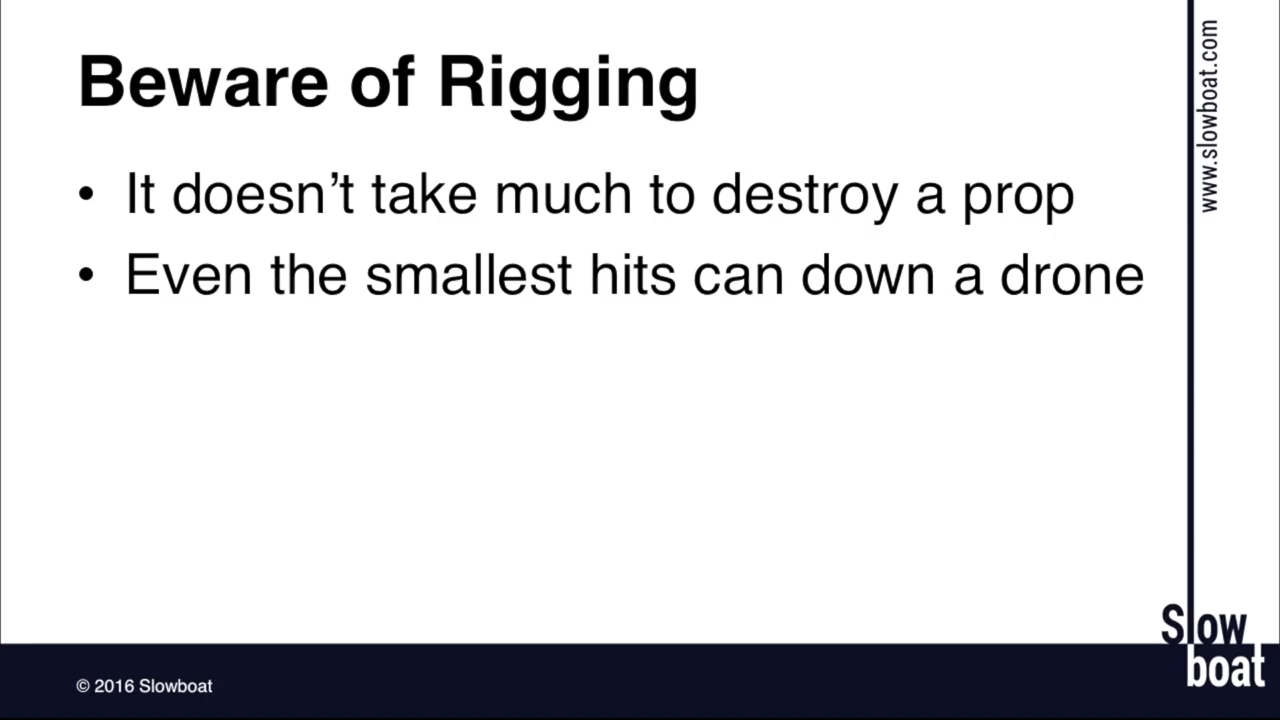 Beware of Rigging
• It doesn’t take much to destroy a prop
• Even the smallest hits can down a drone
www.slowboat.com
Slow
boat
© 2016 Slowboat